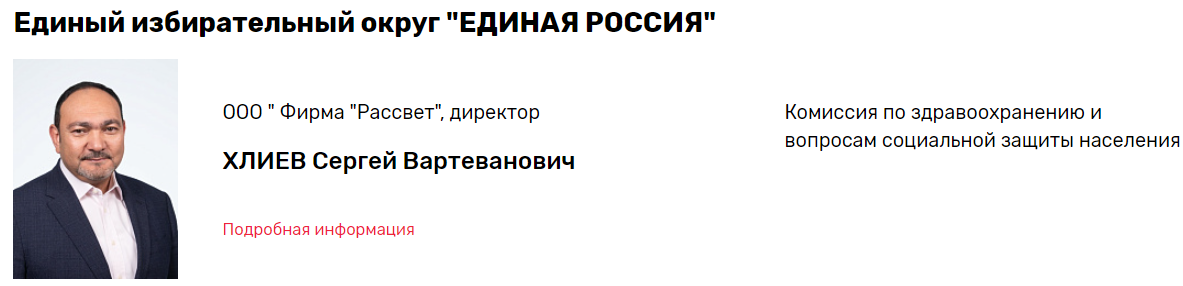 Единый избирательный округ "ЕДИНАЯ РОССИЯ"
ООО " Фирма "Рассвет", директор
ХЛИЕВ Сергей Вартеванович
Подробная информация
Комиссия по здравоохранению и
вопросам социальной защиты населения